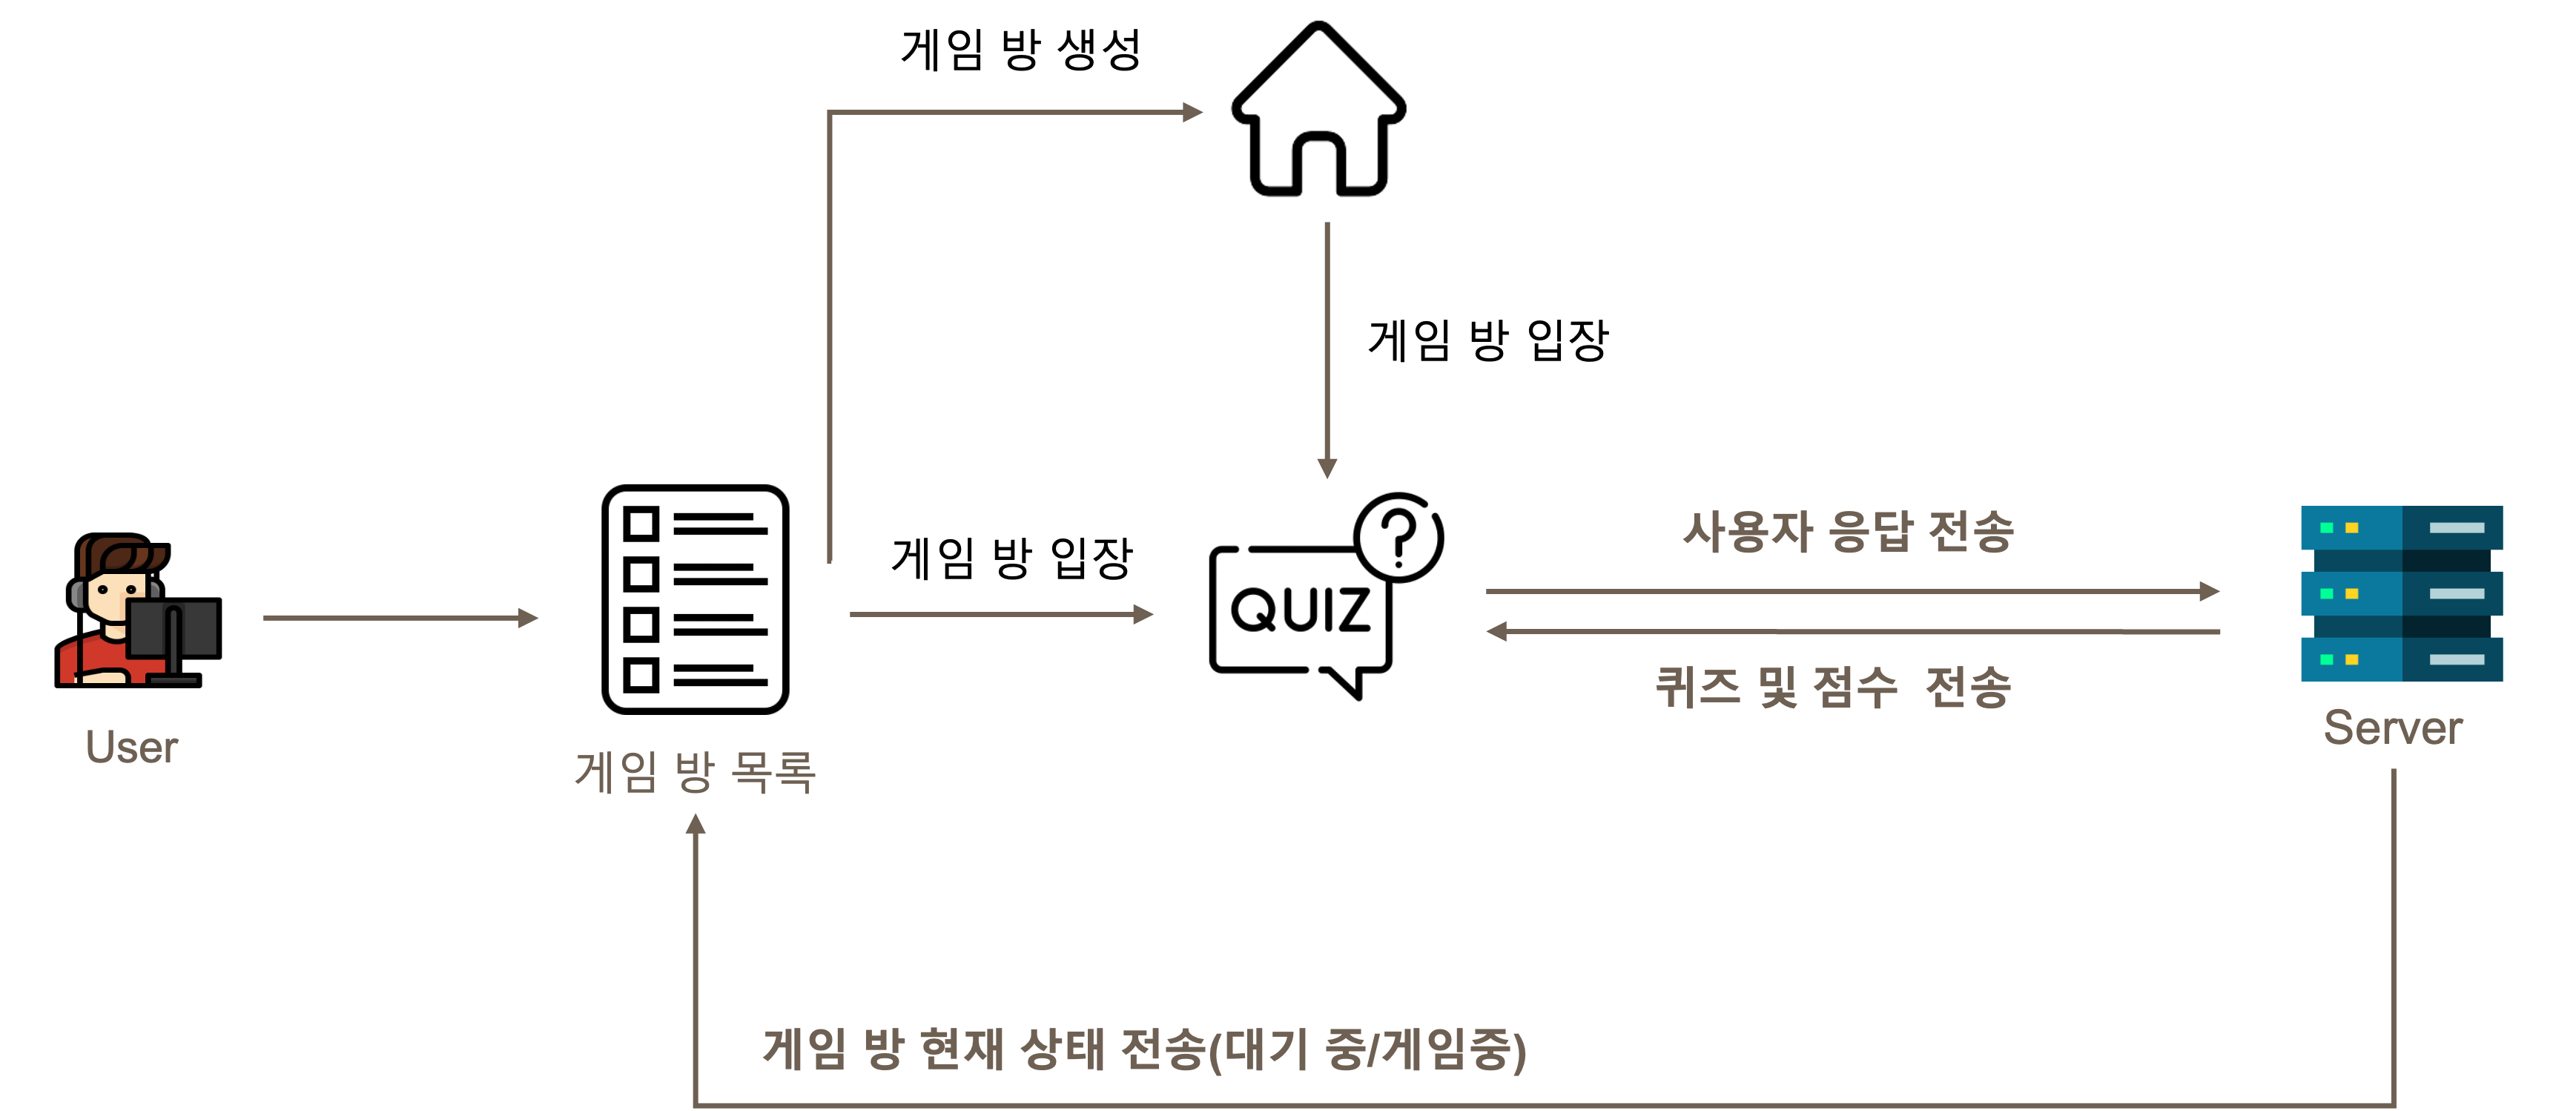 게임 방 생성
게임 방 입장
사용자 응답 전송
게임 방 입장
QUIZ
?
퀴즈 및 점수 전송
Server
User
게임 방 목록
게임 방 현재 상태 전송(대기 중/게임중)